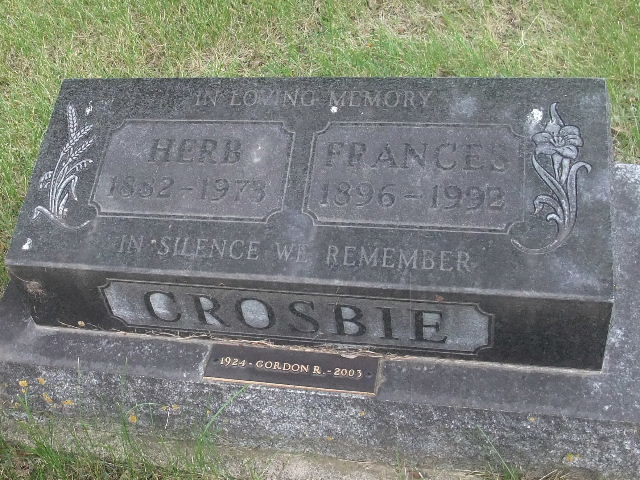 IN LOVING MEMORY
HERB
1882-1973
FRANCES
1896-1992
IN SILENCE WE REMEMBER
CROSBIE
1924 - GORDON R. - 2003